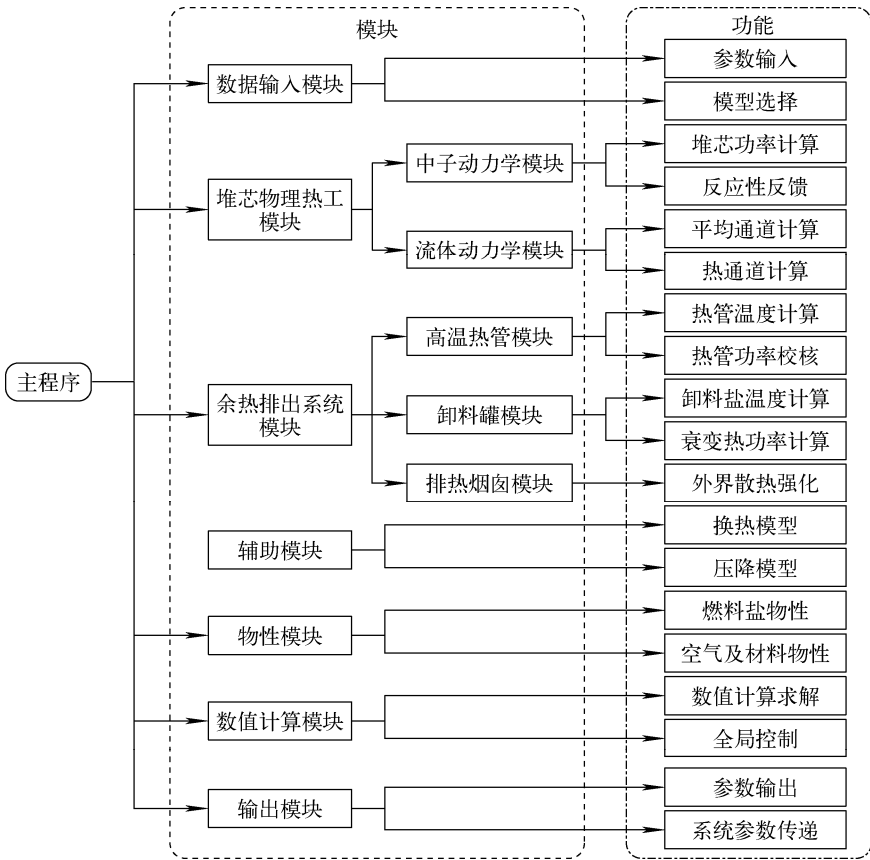 模块
功能
主程序
数据输入模块
参数输入
模型选择
堆芯物理热工
模块
中子动力学模块
堆芯功率计算
反应性反馈
流体动力学模块
平均通道计算
热通道计算
余热排出系统
模块
高温热管模块
热管温度计算
热管功率校核
卸料罐模块
卸料盐温度计算
衰变热功率计算
排热烟囱模块
外界散热强化
辅助模块
换热模型
压降模型
物性模块
燃料盐物性
空气及材料物性
数值计算模块
数值计算求解
全局控制
输出模块
参数输出
系统参数传递